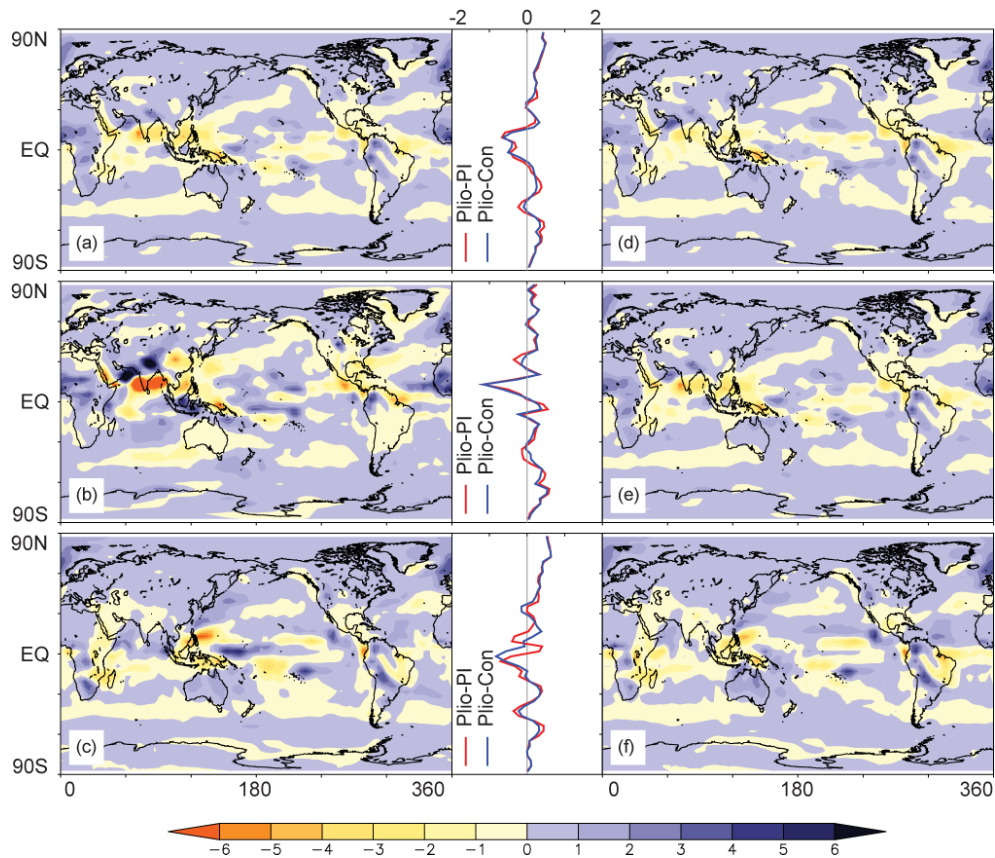 -2 0 2
90N
EQ
90S
(a)
Plio-PI
Plio-Con
(d)
90N
EQ
90S
(b)
Plio-PI
Plio-Con
(e)
90N
EQ
90S
(c)
Plio-PI
Plio-Con
(f)
0 180 360 0 180 360
-6 -5 -4 -3 -2 -1 0 1 2 3 4 5 6